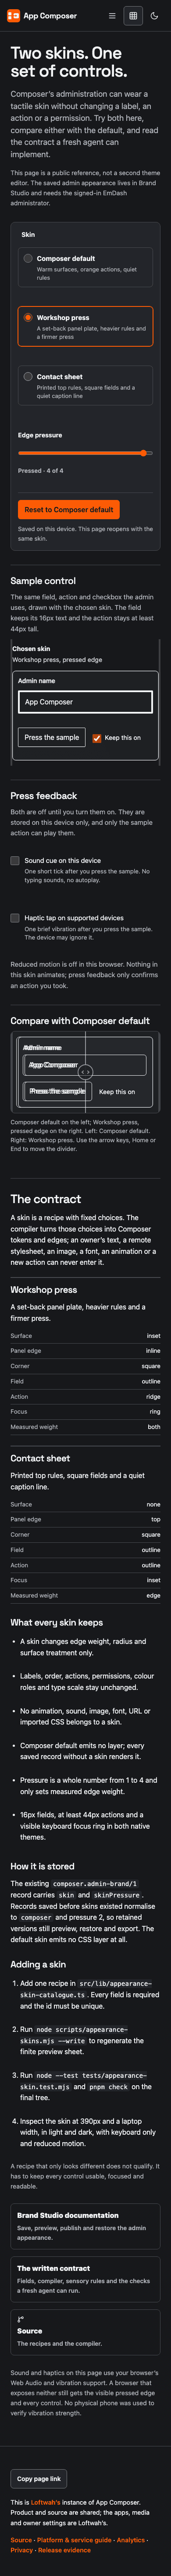 App Composer
Two skins. One
set of controls.
Composer's administration can wear a
tactile skin without changing a label, an
action or a permission. Try both here,
compare either with the default, and read
the contract a fresh agent can
implement.
This page is a public reference, not a second theme
editor. The saved admin appearance lives in Brand
Studio and needs the signed-in EmDash
administrator.
Skin
Composer default
Warm surfaces, orange actions, quiet
rules
Workshop press
A set-back panel plate, heavier rules and
a firmer press
Contact sheet
Printed top rules, square fields and a
quiet caption line
Edge pressure
Pressed · 4 of 4
Reset to Composer default
Saved on this device. This page reopens with the
same skin.
Sample control
The same field, action and checkbox the admin
uses, drawn with the chosen skin. The field
keeps its 16px text and the action stays at least
44px tall.
Chosen skin
Workshop press, pressed edge
Admin name
App Composer
Press the sample
Keep this on
Press feedback
Both are off until you turn them on. They are
stored on this device only, and only the sample
action can play them.
Sound cue on this device
One short tick after you press the sample. No
typing sounds, no autoplay.
Haptic tap on supported devices
One brief vibration after you press the sample.
The device may ignore it.
Reduced motion is off in this browser. Nothing in
this skin animates; press feedback only confirms
an action you took.
Compare with Composer default
Admin name
App Composer
Press the sample
Keep this on
Composer default on the left; Workshop press,
pressed edge on the right. Left: Composer default.
Right: Workshop press. Use the arrow keys, Home or
End to move the divider.
The contract
A skin is a recipe with fixed choices. The
compiler turns those choices into Composer
tokens and edges; an owner's text, a remote
stylesheet, an image, a font, an animation or a
new action can never enter it.
Workshop press
A set-back panel plate, heavier rules and a
firmer press.
Surface inset
Panel edge inline
Corner square
Field outline
Action ridge
Focus ring
Measured weight both
Contact sheet
Printed top rules, square fields and a quiet
caption line.
Surface none
Panel edge top
Corner square
Field outline
Action outline
Focus inset
Measured weight edge
What every skin keeps
• A skin changes edge weight, radius and
surface treatment only.
• Labels, order, actions, permissions, colour
roles and type scale stay unchanged.
• No animation, sound, image, font, URL or
imported CSS belongs to a skin.
• Composer default emits no layer; every
saved record without a skin renders it.
• Pressure is a whole number from 1 to 4 and
only sets measured edge weight.
• 16px fields, at least 44px actions and a
visible keyboard focus ring in both native
themes.
How it is stored
The existing composer.admin-brand/1
record carries skin and skinPressure.
Records saved before skins existed normalise
to composer and pressure 2, so retained
versions still preview, restore and export. The
default skin emits no CSS layer at all.
Adding a skin
1. Add one recipe in src/lib/appearance-
skin-catalogue.ts. Every field is required
and the id must be unique.
2. Run node scripts/appearance-
skins.mjs --write to regenerate the
finite preview sheet.
3. Run node --test tests/appearance-
skin.test.mjs and pnpm check on the
final tree.
4. Inspect the skin at 390px and a laptop
width, in light and dark, with keyboard only
and reduced motion.
A recipe that only looks different does not qualify. It
has to keep every control usable, focused and
readable.
Brand Studio documentation
Save, preview, publish and restore the admin
appearance.
The written contract
Fields, compiler, sensory rules and the checks
a fresh agent can run.
Source
The recipes and the compiler.
Sound and haptics on this page use your browser's
Web Audio and vibration support. A browser that
exposes neither still gets the visible pressed edge
and every control. No physical phone was used to
verify vibration strength.
Copy page link
This is Loftwah's instance of App Composer.
Product and source are shared; the apps, media
and owner settings are Loftwah's.
Source · Platform & service guide · Analytics ·
Privacy · Release evidence